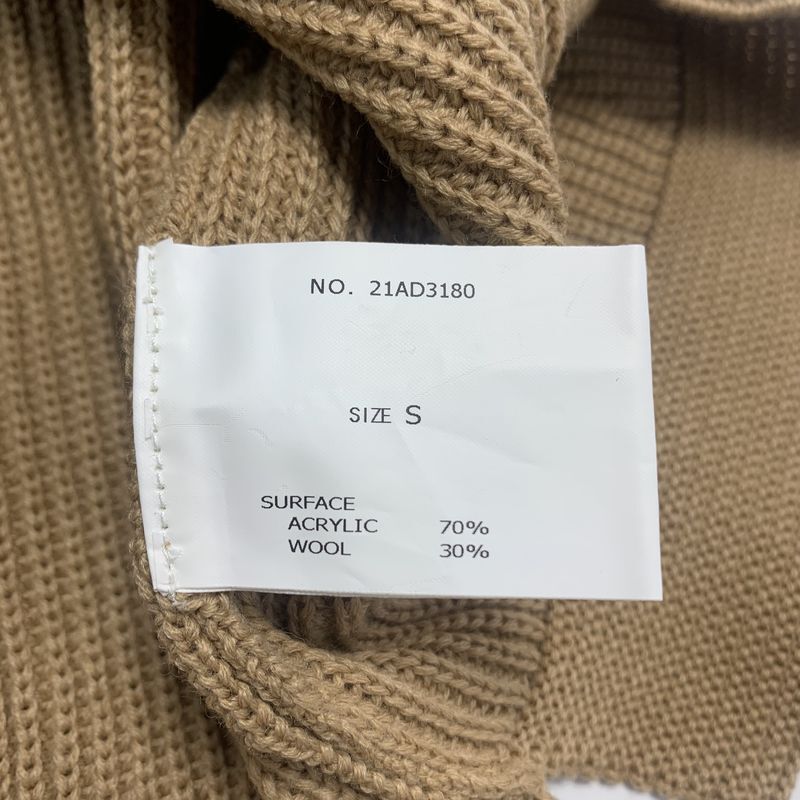 NO. 21AD3180
SIZE S
SURFACE
ACRYLIC 70%
WOOL 30%